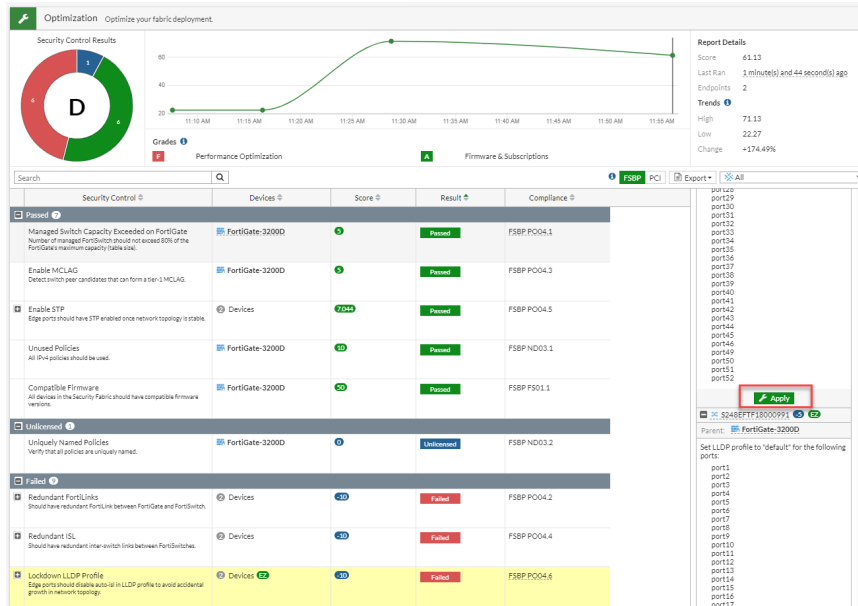 Optimization Optimize your fabric deployment.
Security Control Results
1
4
6
D
60
40
20
11:10 AM 11:15 AM 11:20 AM 11:25 AM 11:30 AM 11:35 AM 11:40 AM 11:45 AM 11:50 AM 11:55 AM
Grades
F Performance Optimization A Firmware & Subscriptions
Report Details
Score 61.13
Last Ran 1 minute(s) and 44 second(s) ago
Endpoints 2
Trends
High 71.13
Low 22.27
Change +174.49%
Search FSBP PCI Export All
Security Control Devices Score Result Compliance
Passed 7
Managed Switch Capacity Exceeded on FortiGate FortiGate-3200D 5 Passed FSBP PO04.1
Number of managed FortiSwitch should not exceed 80% of the
FortiGate's maximum capacity (table size).
Enable MCLAG FortiGate-3200D 5 Passed FSBP PO04.3
Detect switch peer candidates that can form a tier-1 MCLAG.
Enable STP 2 Devices 7.044 Passed FSBP PO04.5
Edge ports should have STP enabled once network topology is stable.
Unused Policies FortiGate-3200D 10 Passed FSBP ND03.1
All IPv4 policies should be used.
Compatible Firmware FortiGate-3200D 50 Passed FSBP FS01.1
All devices in the Security Fabric should have compatible firmware
versions.
Unlicensed 1
Uniquely Named Policies FortiGate-3200D 0 Unlicensed FSBP ND03.2
Verify that all policies are uniquely named.
Failed 9
Redundant FortiLinks 2 Devices -10 Failed FSBP PO04.2
Should have redundant FortiLink between FortiGate and FortiSwitch.
Redundant ISL 2 Devices -10 Failed FSBP PO04.4
Should have redundant inter-switch links between FortiSwitches.
Lockdown LLDP Profile 2 Devices EZ -10 Failed FSBP PO04.6
Edge ports should disable auto-isl in LLDP profile to avoid accidental
growth in network topology.
port28
port29
port30
port31
port32
port33
port34
port35
port36
port37
port38
port39
port40
port41
port42
port43
port44
port45
port46
port49
port50
port51
port52
Apply
S248EFTF18000991 -5 EZ
Parent: FortiGate-3200D
Set LLDP profile to "default" for the following
ports:
port1
port2
port3
port4
port5
port6
port7
port8
port9
port10
port11
port12
port13
port14
port15
port16
port17